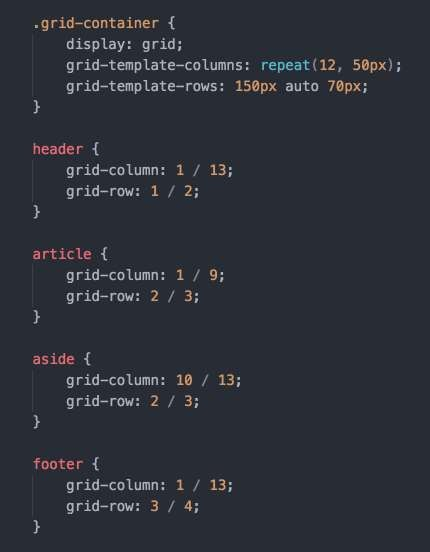 .grid-container {
    display: grid;
    grid-template-columns: repeat(12, 50px);
    grid-template-rows: 150px auto 70px;
}

header {
    grid-column: 1 / 13;
    grid-row: 1 / 2;
}

article {
    grid-column: 1 / 9;
    grid-row: 2 / 3;
}

aside {
    grid-column: 10 / 13;
    grid-row: 2 / 3;
}

footer {
    grid-column: 1 / 13;
    grid-row: 3 / 4;
}